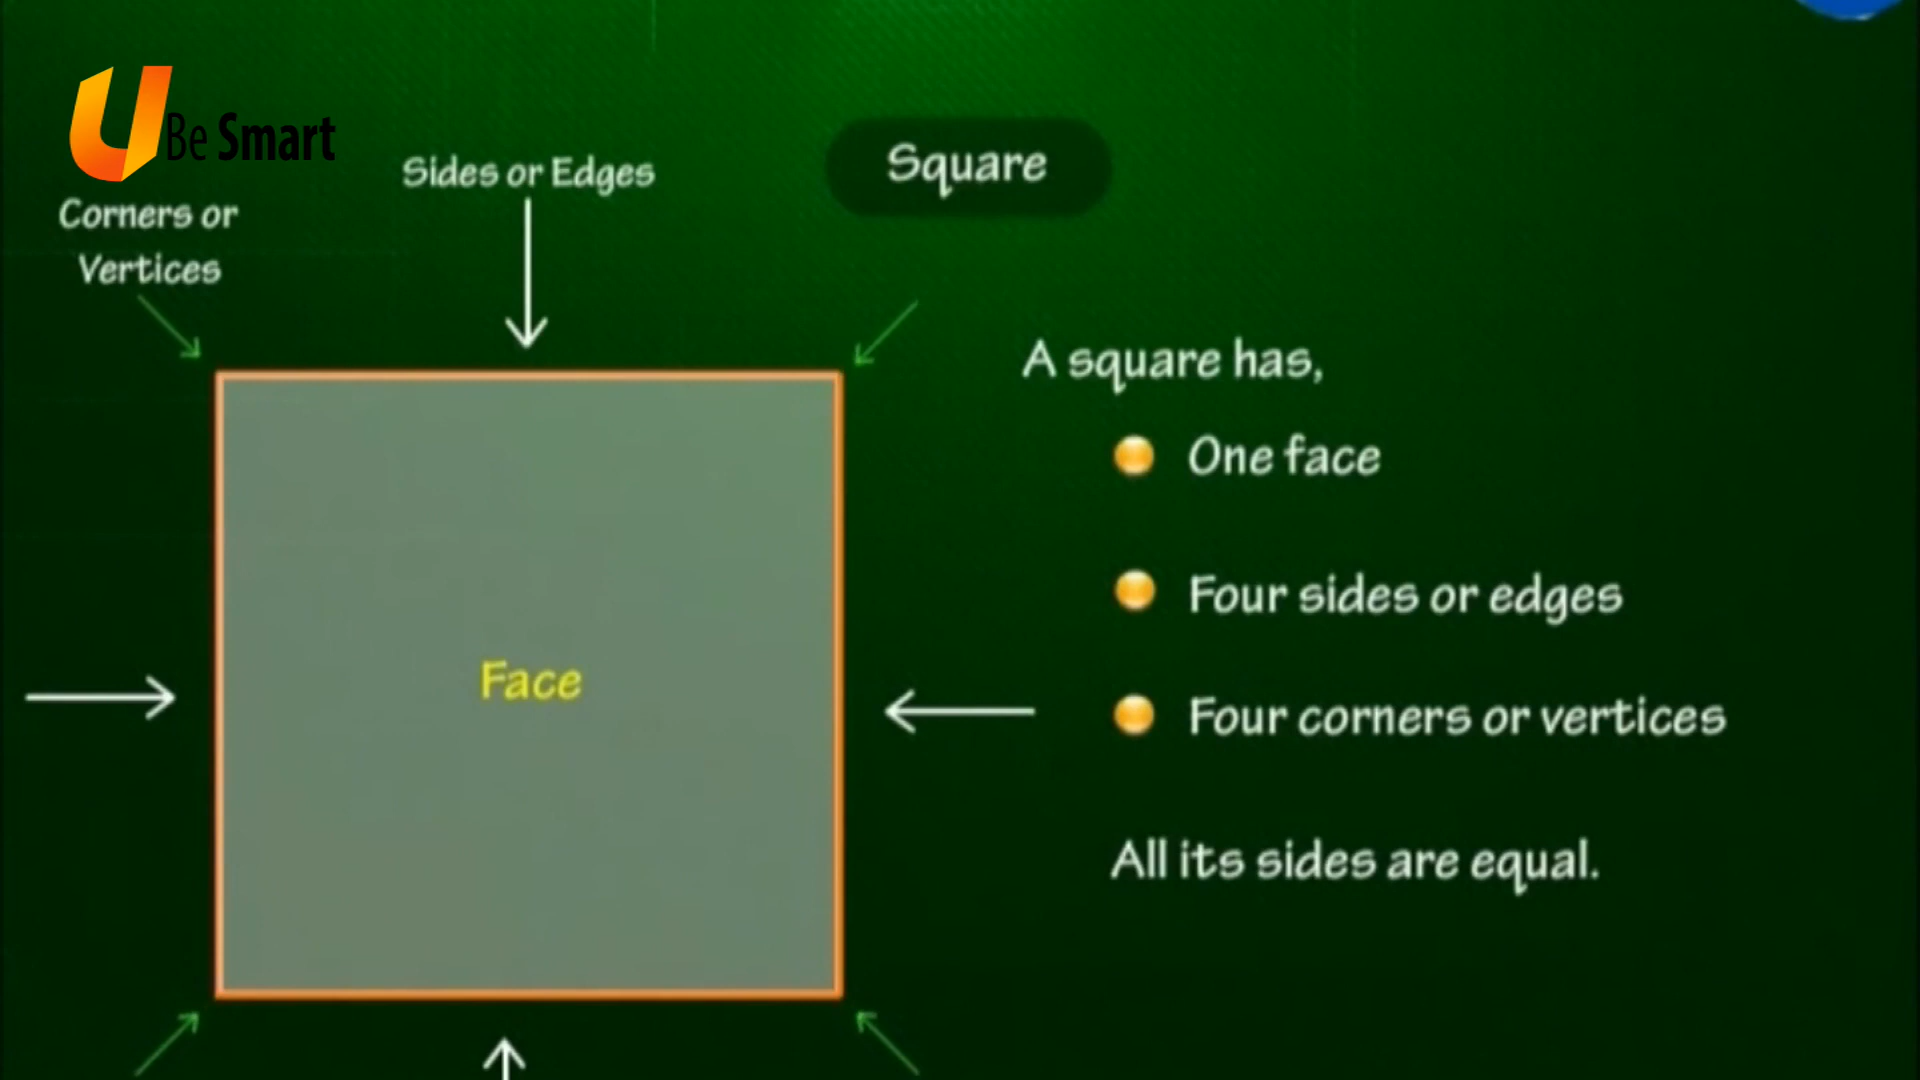 U Be Smart
Corners or
Vertices
Sides or Edges
Square
Face
A square has,
One face
Four sides or edges
Four corners or vertices
All its sides are equal.